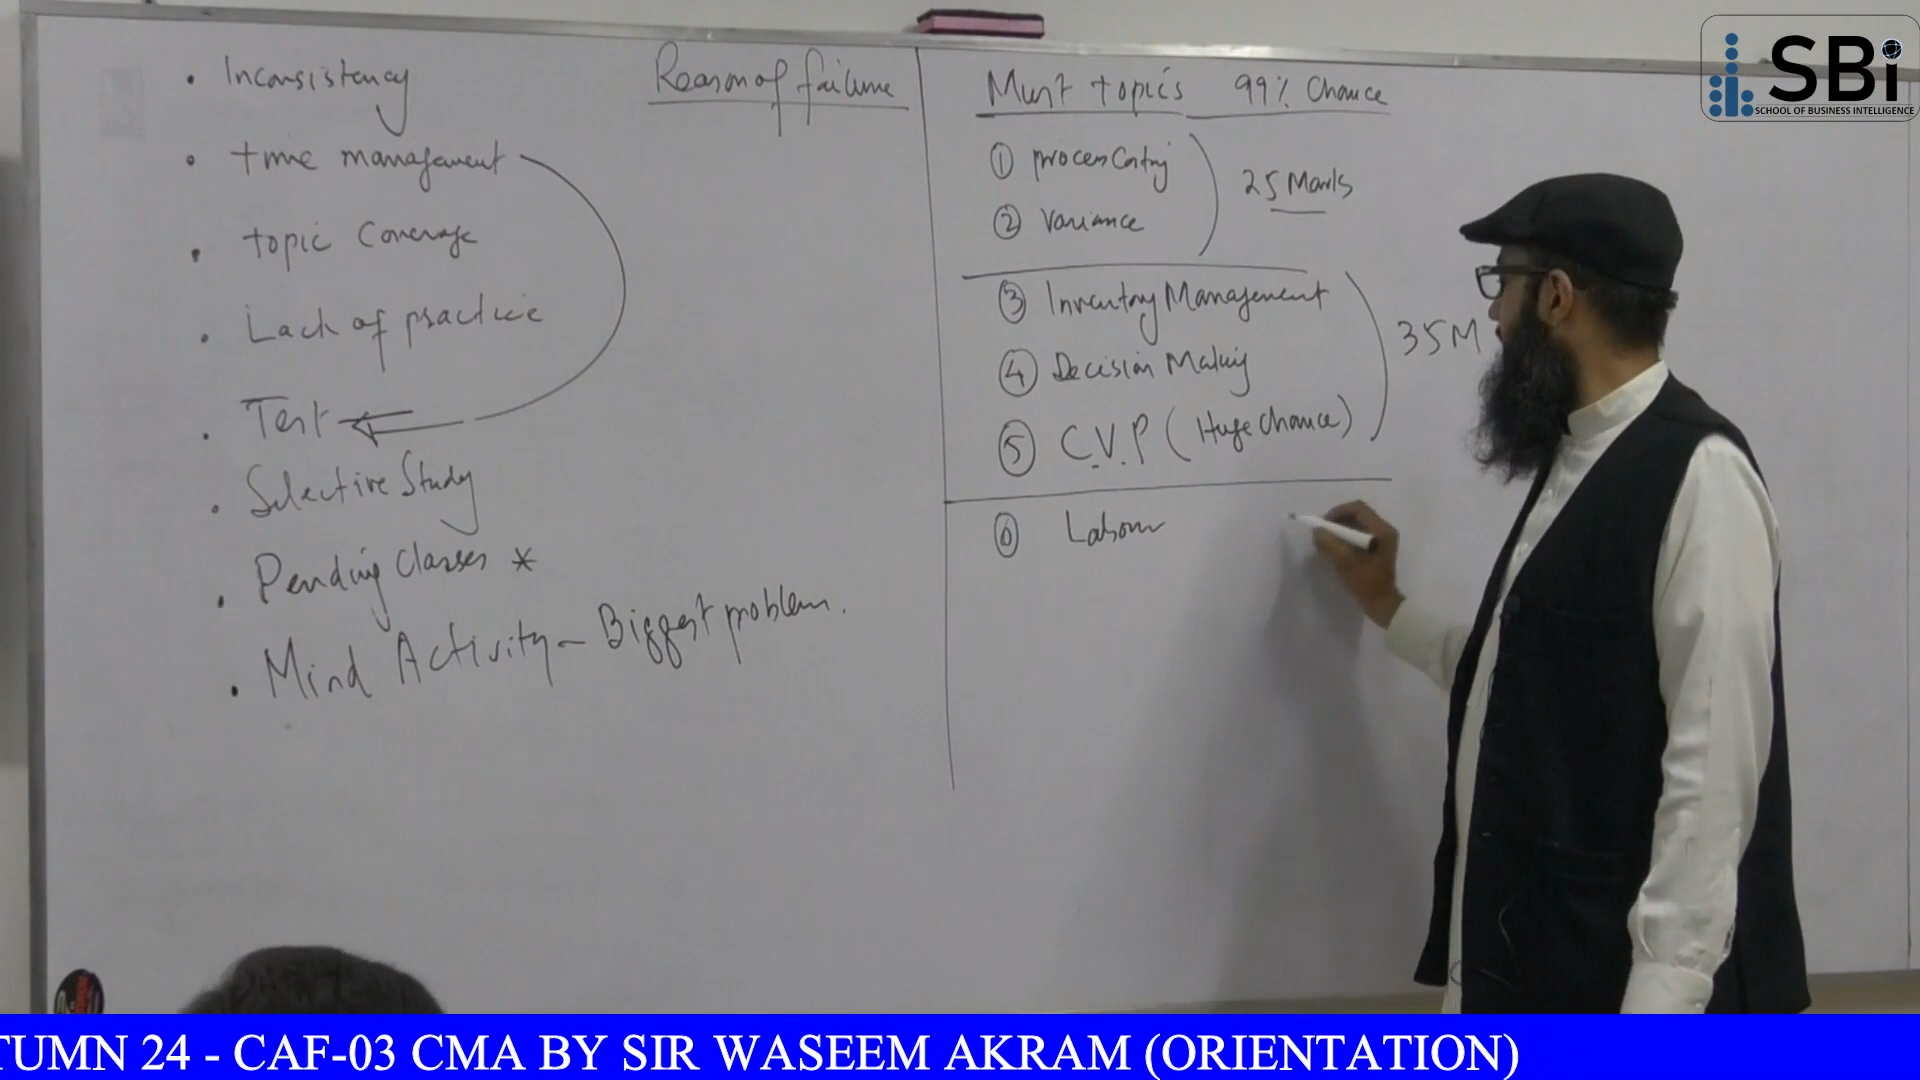 Reason of failure
• Inconsistency
• time management
• topic Coverage
• Lack of practice
• Test
• Selective Study
• Pending Classes *
• Mind Activity – Biggest problem.
Must topics 99% Chance
① process Costing
② Variance
25 Marks
③ Inventory Management
④ Decision Making
⑤ C.V.P (Huge Chance)
35 M
⑥ Labour
SBi
SCHOOL OF BUSINESS INTELLIGENCE
TUMN 24 - CAF-03 CMA BY SIR WASEEM AKRAM (ORIENTATION)